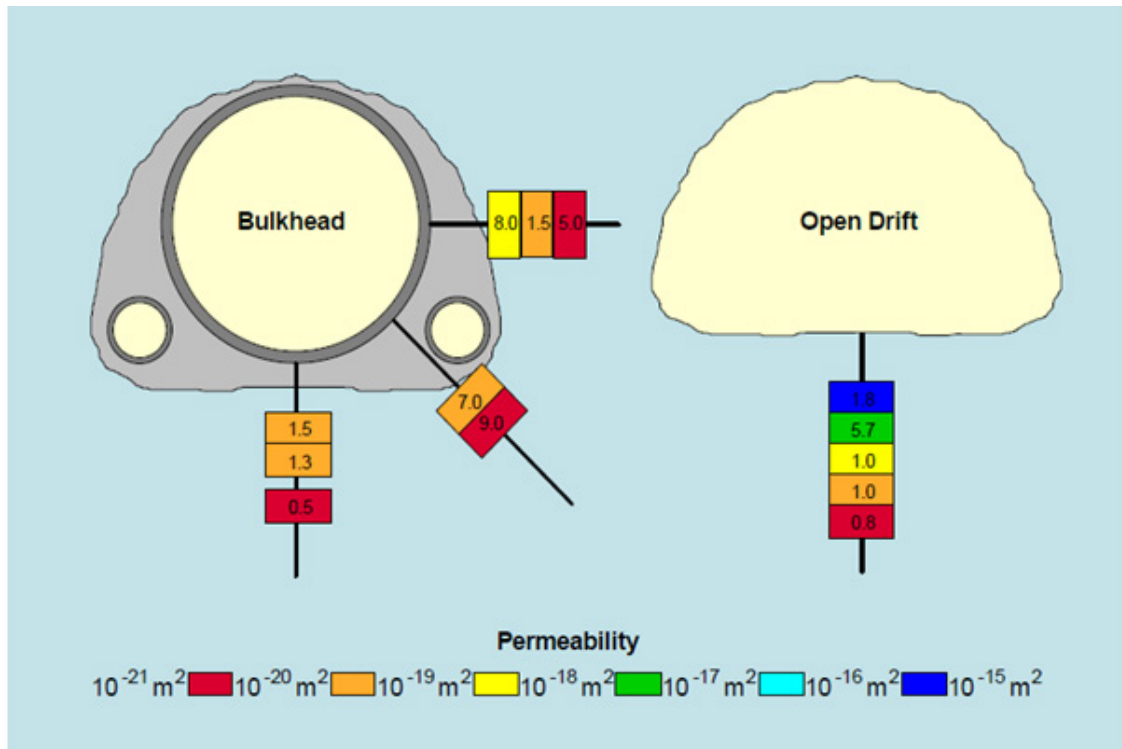 Bulkhead
8.0 1.5 5.0
Open Drift
7.0
9.0
1.5
1.3
0.5
1.8
5.7
1.0
1.0
0.8
Permeability
10⁻²¹ m² 10⁻²⁰ m² 10⁻¹⁹ m² 10⁻¹⁸ m² 10⁻¹⁷ m² 10⁻¹⁶ m² 10⁻¹⁵ m²